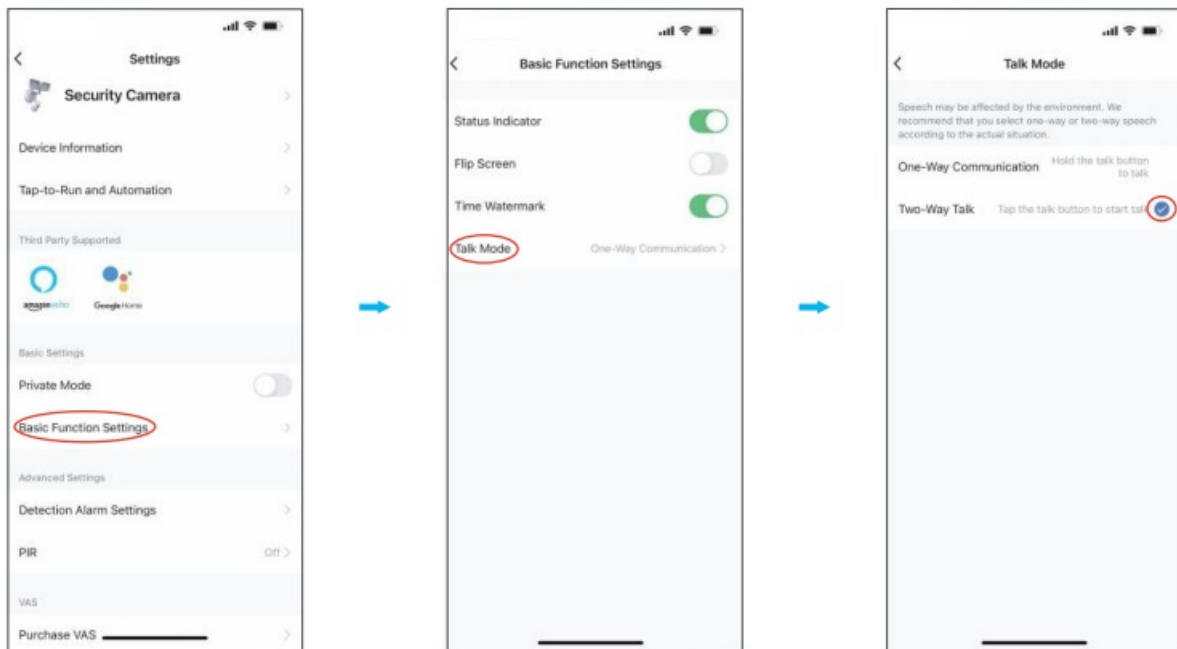 Settings
Security Camera
Device Information
Tap-to-Run and Automation
Third Party Supported
amazon echo
Google Home
Basic Settings
Private Mode
Basic Function Settings
Advanced Settings
Detection Alarm Settings
PIR Off
VAS
Purchase VAS
Basic Function Settings
Status Indicator
Flip Screen
Time Watermark
Talk Mode One-Way Communication
Talk Mode
Speech may be affected by the environment. We
recommend that you select one-way or two-way speech
according to the actual situation.
One-Way Communication Hold the talk button
to talk
Two-Way Talk Tap the talk button to start talk